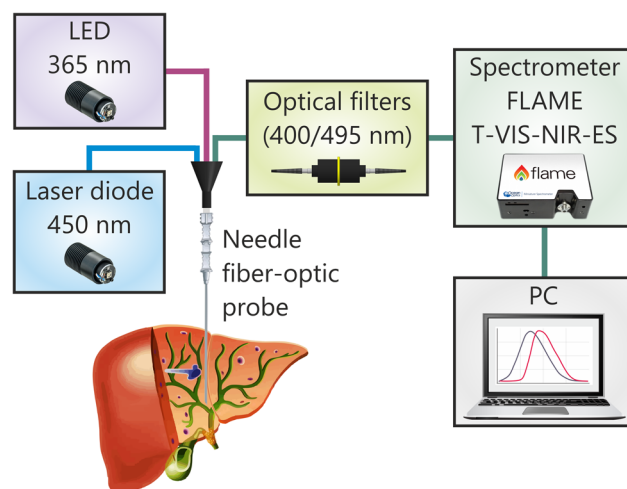 LED
365 nm
Laser diode
450 nm
Optical filters
(400/495 nm)
Spectrometer
FLAME
T-VIS-NIR-ES
flame
Needle
fiber-optic
probe
PC